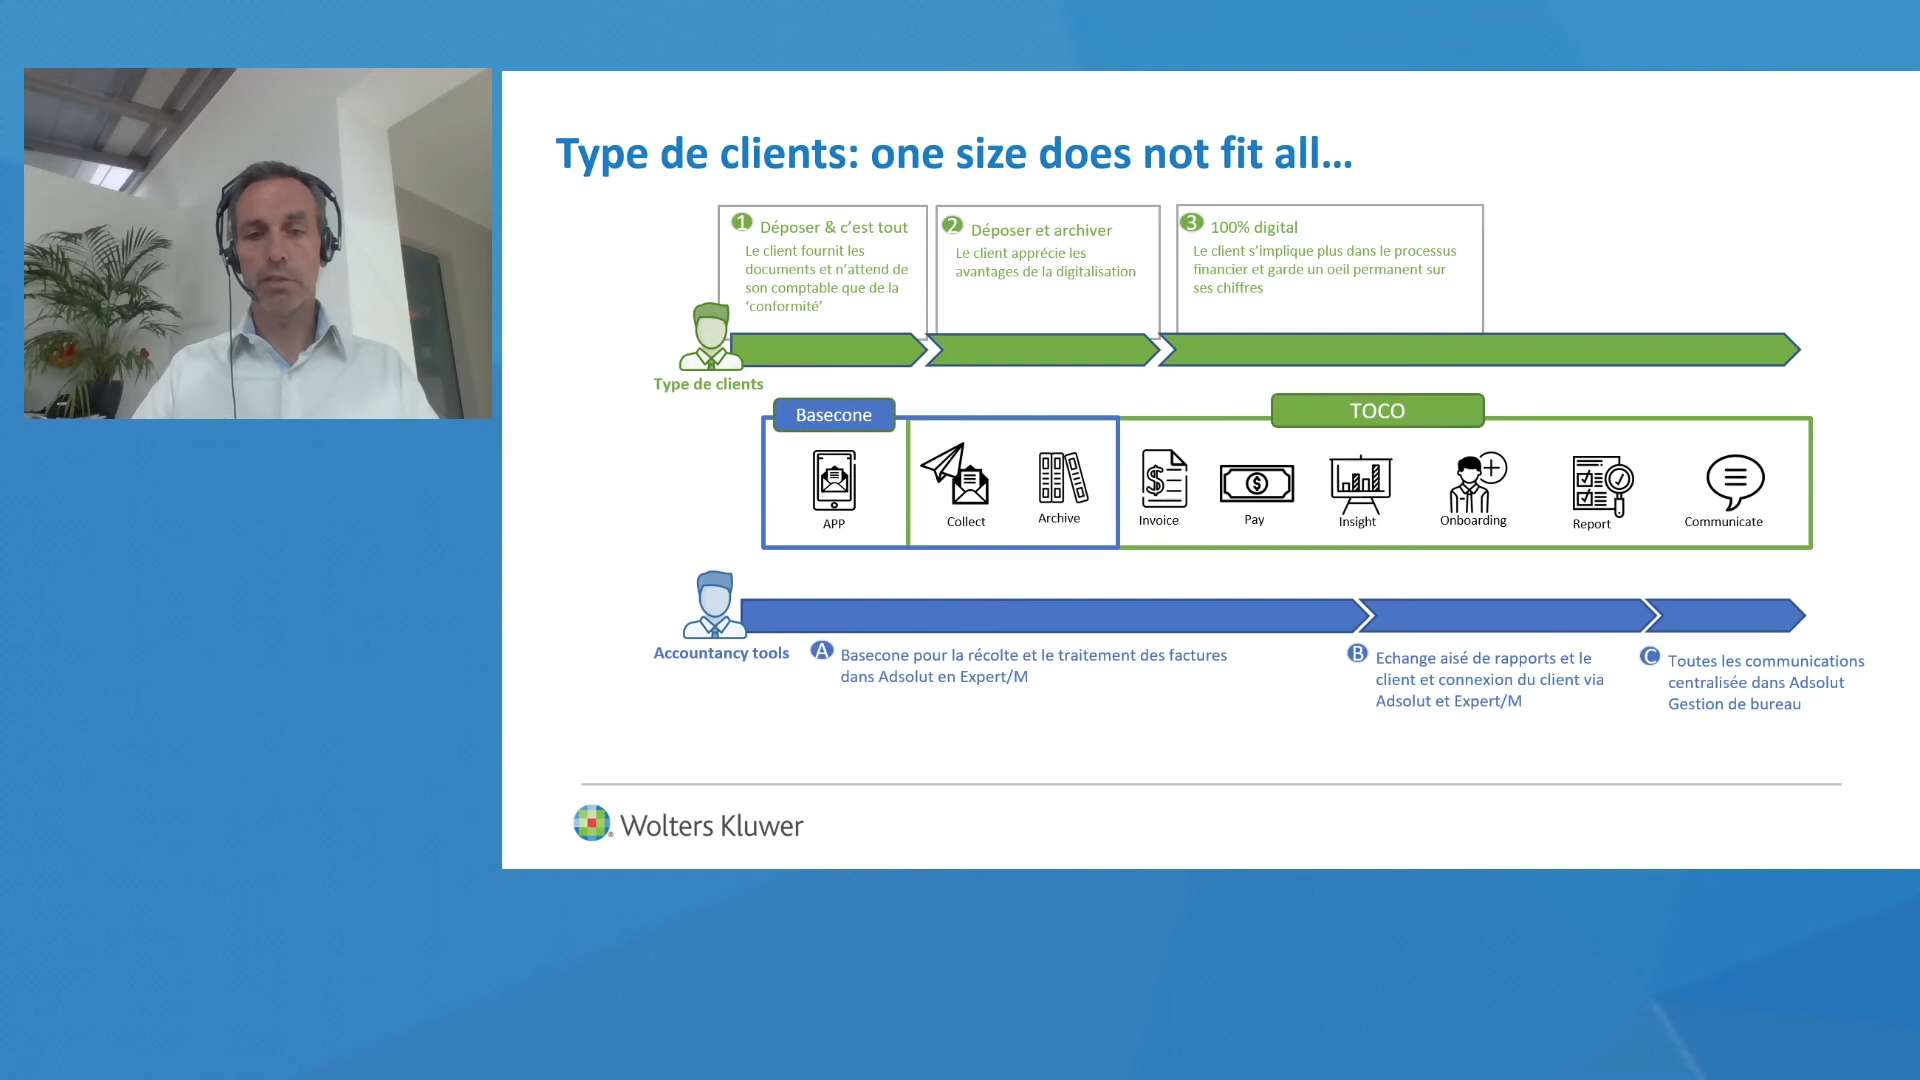 Type de clients: one size does not fit all...
1 Déposer & c'est tout
Le client fournit les
documents et n'attend de
son comptable que de la
‘conformité’
2 Déposer et archiver
Le client apprécie les
avantages de la digitalisation
3 100% digital
Le client s'implique plus dans le processus
financier et garde un oeil permanent sur
ses chiffres
Type de clients
Basecone
TOCO
APP
Collect
Archive
Invoice
Pay
Insight
Onboarding
Report
Communicate
Accountancy tools
A Basecone pour la récolte et le traitement des factures
dans Adsolut en Expert/M
B Echange aisé de rapports et le
client et connexion du client via
Adsolut et Expert/M
C Toutes les communications
centralisée dans Adsolut
Gestion de bureau
Wolters Kluwer